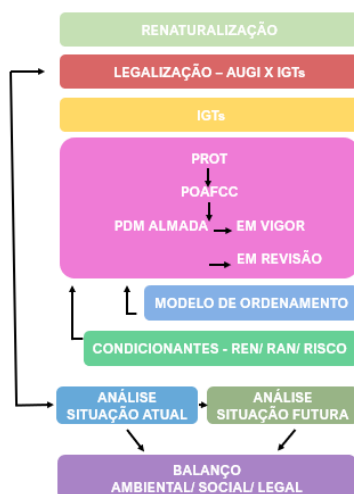 RENATURALIZAÇÃO
LEGALIZAÇÃO – AUGI X IGTs
IGTs
PROT
POAFCC
PDM ALMADA EM VIGOR
EM REVISÃO
MODELO DE ORDENAMENTO
CONDICIONANTES - REN/ RAN/ RISCO
ANÁLISE
SITUAÇÃO ATUAL
ANÁLISE
SITUAÇÃO FUTURA
BALANÇO
AMBIENTAL/ SOCIAL/ LEGAL